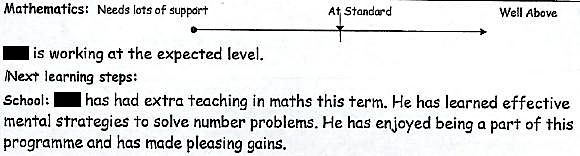 Mathematics: Needs lots of support At Standard Well Above
is working at the expected level.
Next learning steps:
School: has had extra teaching in maths this term. He has learned effective
mental strategies to solve number problems. He has enjoyed being a part of this
programme and has made pleasing gains.